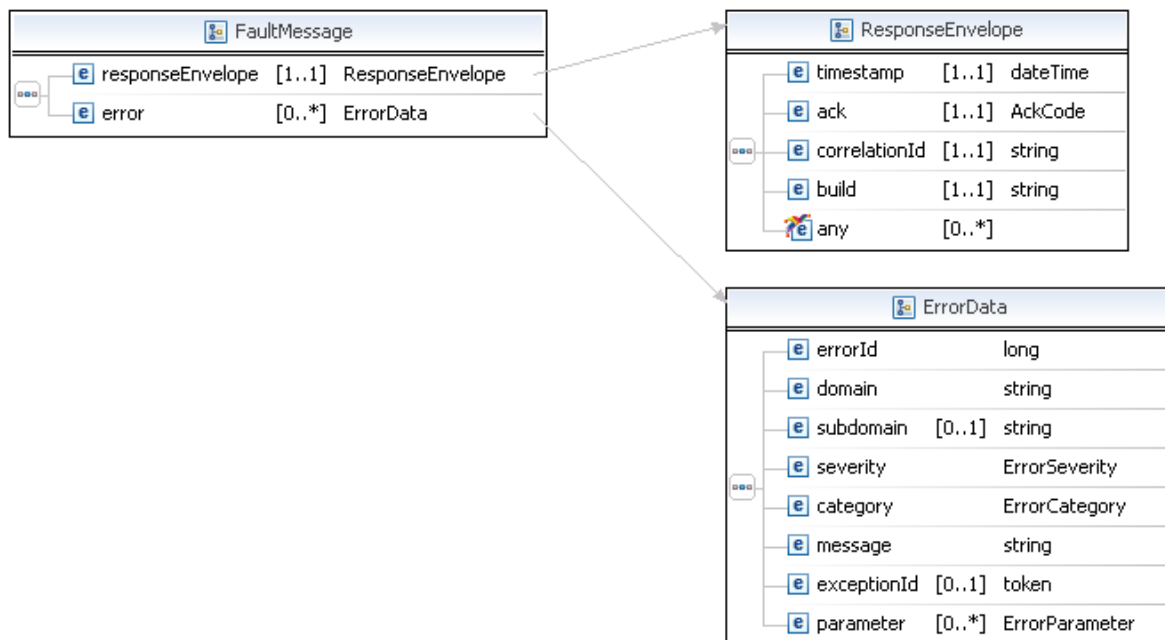 FaultMessage
responseEnvelope [1..1] ResponseEnvelope
error [0..*] ErrorData
ResponseEnvelope
timestamp [1..1] dateTime
ack [1..1] AckCode
correlationId [1..1] string
build [1..1] string
any [0..*]
ErrorData
errorId long
domain string
subdomain [0..1] string
severity ErrorSeverity
category ErrorCategory
message string
exceptionId [0..1] token
parameter [0..*] ErrorParameter